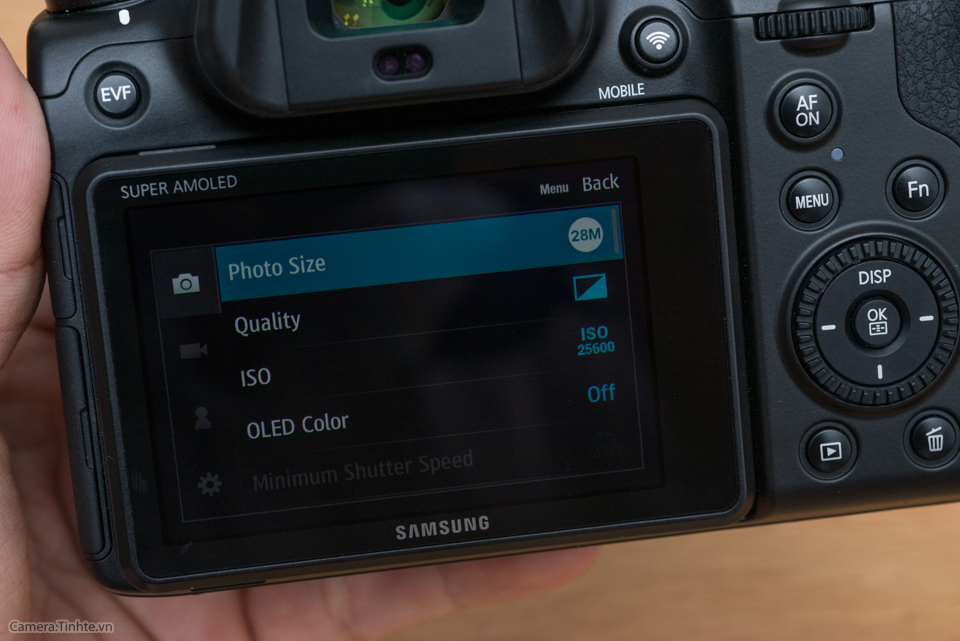 EVF
MOBILE
AF
ON
SUPER AMOLED
Menu Back
MENU
Fn
Photo Size 28M
Quality
ISO ISO
25600
OLED Color Off
Minimum Shutter Speed
DISP
OK
SAMSUNG
Camera.Tinhte.vn